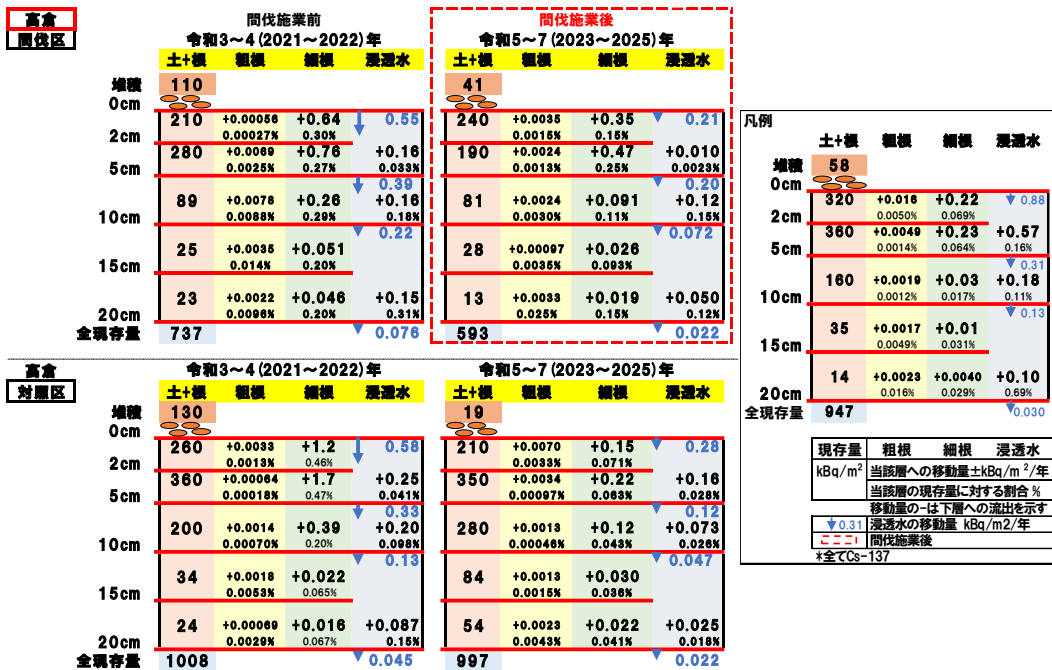 高倉
間伐区
間伐施業前
令和3～4(2021～2022)年
土+根 粗根 細根 浸透水
堆積 110
0cm
210 +0.00056 +0.64 0.55
2cm 0.00027% 0.30%
280 +0.0069 +0.76 +0.16
5cm 0.0025% 0.27% 0.033%
0.39
89 +0.0078 +0.26 +0.16
10cm 0.0088% 0.29% 0.18%
0.22
25 +0.0035 +0.051
15cm 0.014% 0.20%
23 +0.0022 +0.046 +0.15
20cm 0.0096% 0.20% 0.31%
全現存量 737 0.076
間伐施業後
令和5～7(2023～2025)年
土+根 粗根 細根 浸透水
41
240 +0.0035 +0.35 0.21
0.0015% 0.15%
190 +0.0024 +0.47 +0.010
0.0013% 0.25% 0.0023%
0.20
81 +0.0024 +0.091 +0.12
0.0030% 0.11% 0.15%
0.072
28 +0.00097 +0.026
0.0035% 0.093%
13 +0.0033 +0.019 +0.050
0.025% 0.15% 0.12%
593 0.022
高倉
対照区
令和3～4(2021～2022)年
土+根 粗根 細根 浸透水
堆積 130
0cm
260 +0.0033 +1.2 0.58
2cm 0.0013% 0.46%
360 +0.00064 +1.7 +0.25
5cm 0.00018% 0.47% 0.041%
0.33
200 +0.0014 +0.39 +0.20
10cm 0.00070% 0.20% 0.098%
0.13
34 +0.0018 +0.022
15cm 0.0053% 0.065%
24 +0.00069 +0.016 +0.087
20cm 0.0029% 0.067% 0.15%
全現存量 1008 0.045
令和5～7(2023～2025)年
土+根 粗根 細根 浸透水
19
210 +0.0070 +0.15 0.28
0.0033% 0.071%
350 +0.0034 +0.22 +0.16
0.00097% 0.063% 0.028%
0.12
280 +0.0013 +0.12 +0.073
0.00046% 0.043% 0.026%
0.047
84 +0.0013 +0.030
0.0015% 0.036%
54 +0.0023 +0.022 +0.025
0.0043% 0.041% 0.018%
997 0.022
凡例
土+根 粗根 細根 浸透水
堆積 58
0cm
320 +0.016 +0.22 0.88
2cm 0.0050% 0.069%
360 +0.0049 +0.23 +0.57
5cm 0.0014% 0.064% 0.16%
0.31
160 +0.0019 +0.03 +0.18
10cm 0.0012% 0.017% 0.11%
0.13
35 +0.0017 +0.01
15cm 0.0049% 0.031%
14 +0.0023 +0.0040 +0.10
20cm 0.016% 0.029% 0.69%
全現存量 947 0.030
現存量 粗根 細根 浸透水
kBq/m² 当該層への移動量±kBq/m²/年
当該層の現存量に対する割合%
移動量の-は下層への流出を示す
0.31 浸透水の移動量 kBq/m2/年
間伐施業後
*全てCs-137